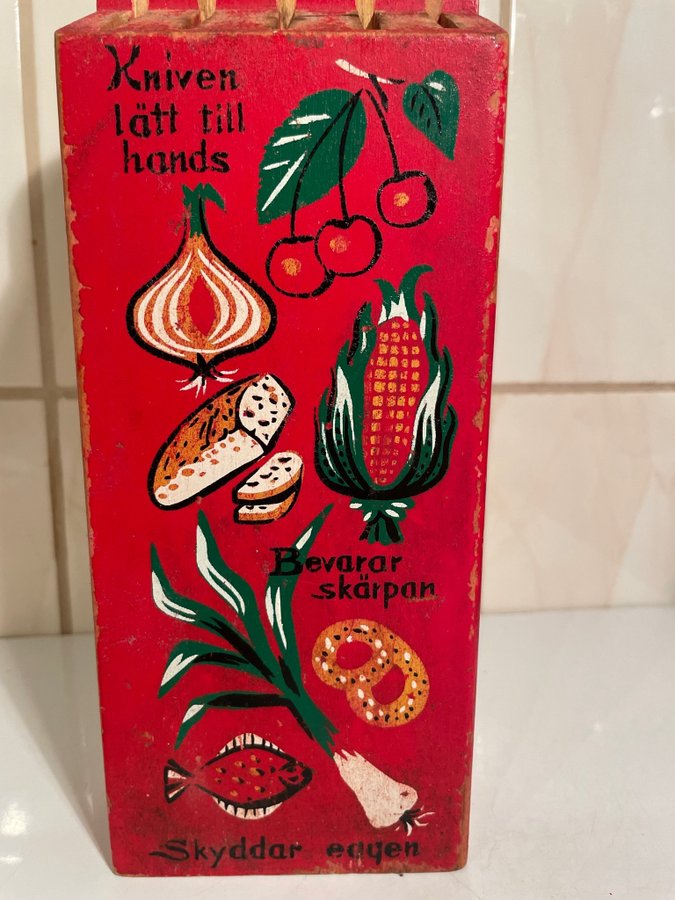 Kniven
lätt till
hands
Bevarar
skärpan
Skyddar eggen